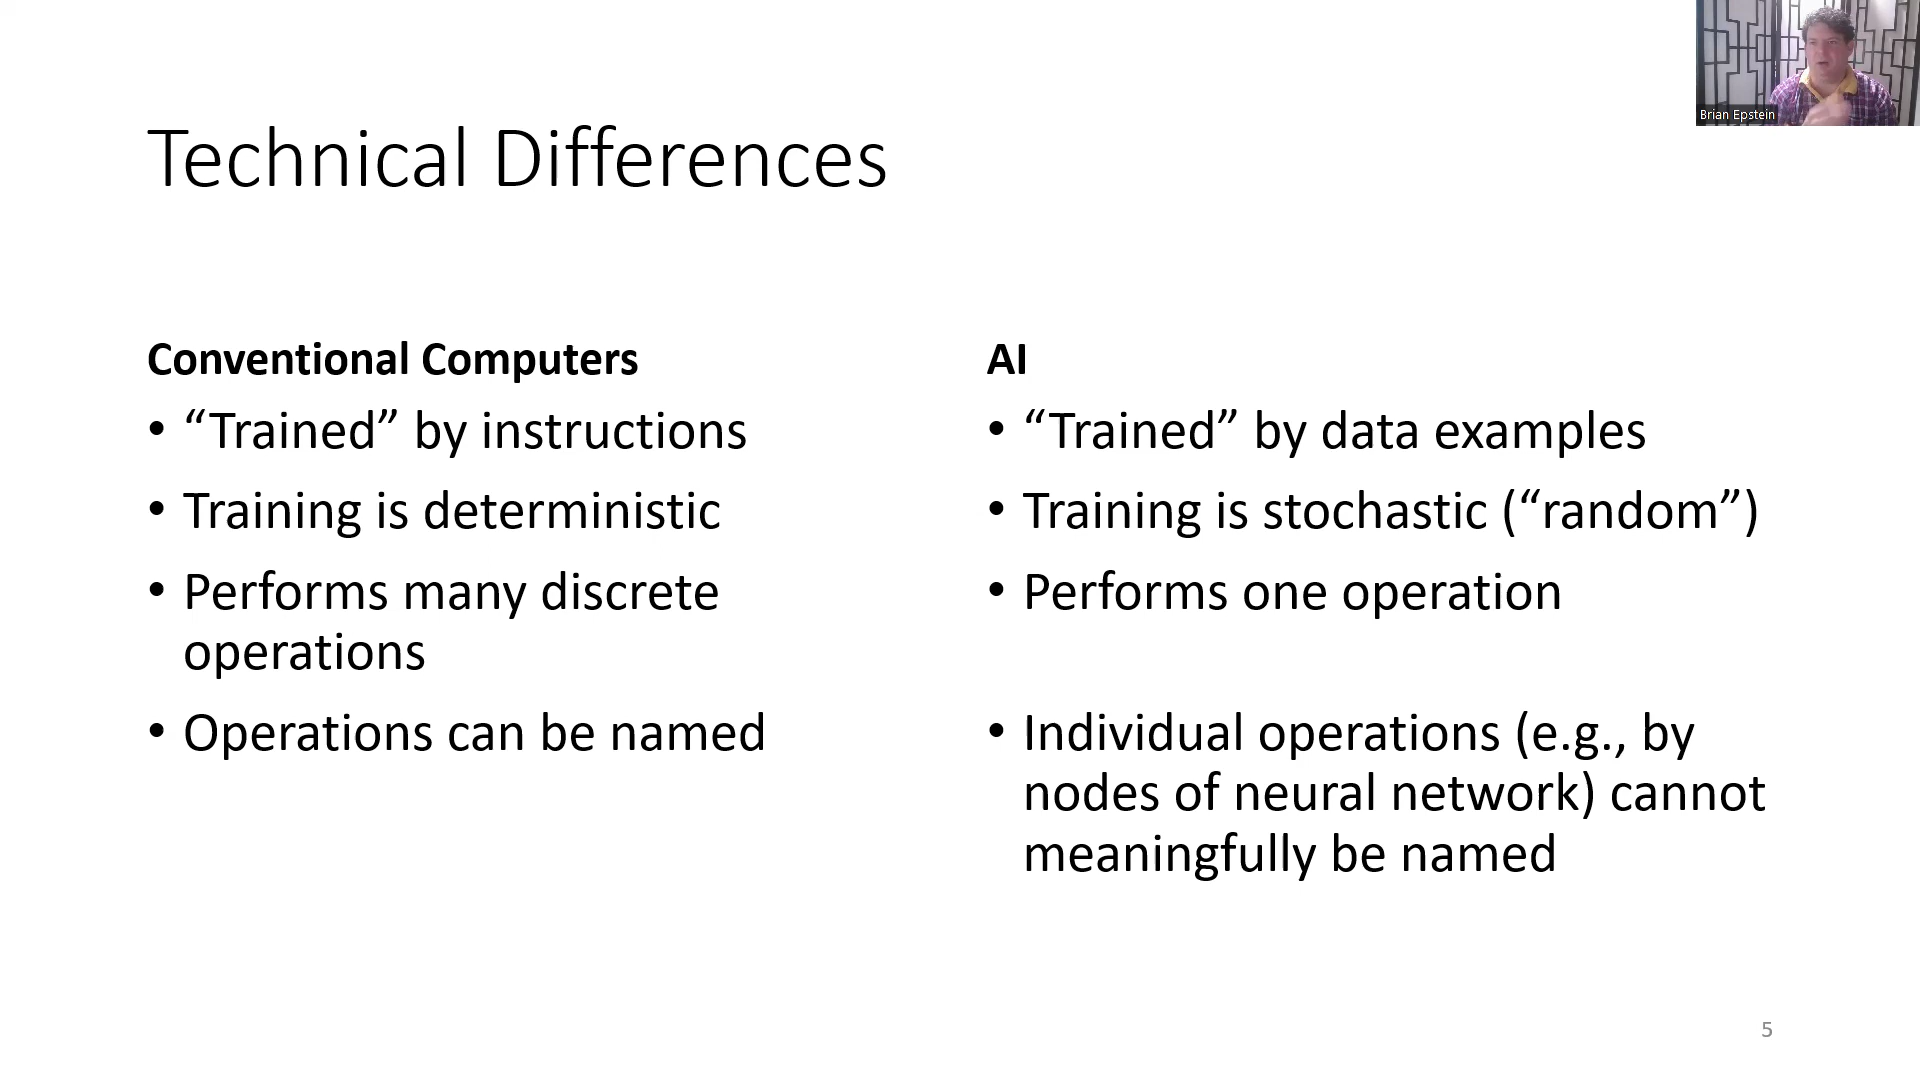 Brian Epstein
Technical Differences
Conventional Computers
• “Trained” by instructions
• Training is deterministic
• Performs many discrete
operations
• Operations can be named
AI
• “Trained” by data examples
• Training is stochastic (“random”)
• Performs one operation
• Individual operations (e.g., by
nodes of neural network) cannot
meaningfully be named
5